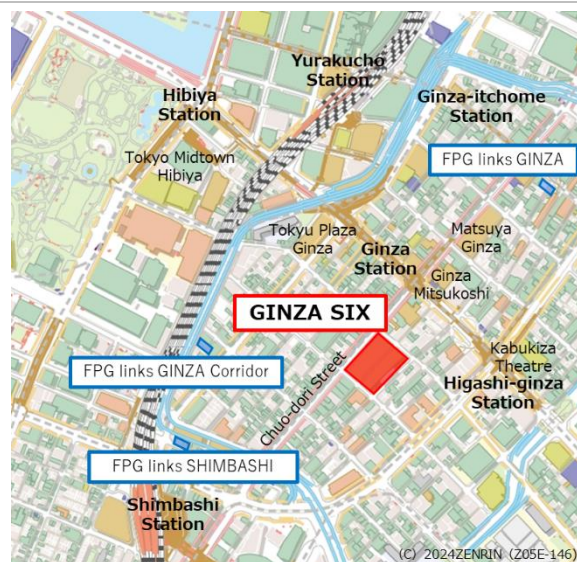 Yurakucho
Station
Hibiya
Station
Ginza-itchome
Station
Tokyo Midtown
Hibiya
FPG links GINZA
Tokyu Plaza
Ginza
Matsuya
Ginza
Ginza
Station
Ginza
Mitsukoshi
GINZA SIX
Kabukiza
Theatre
Higashi-ginza
Station
FPG links GINZA Corridor
Chuo-dori Street
FPG links SHIMBASHI
Shimbashi
Station
(C) 2024ZENRIN (Z05E-146)